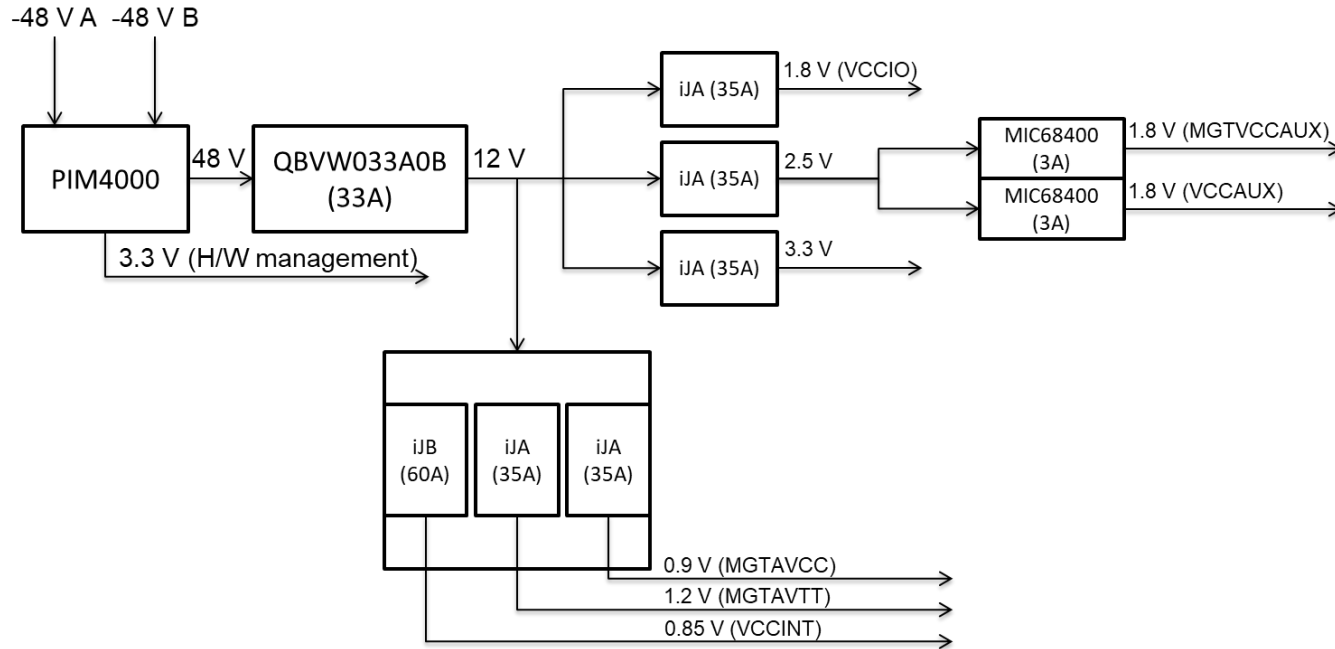 -48 V A
-48 V B
PIM4000
48 V
QBVW033A0B
(33A)
12 V
3.3 V (H/W management)
iJA (35A)
1.8 V (VCCIO)
iJA (35A)
2.5 V
iJA (35A)
3.3 V
MIC68400
(3A)
1.8 V (MGTVCCAUX)
MIC68400
(3A)
1.8 V (VCCAUX)
iJB
(60A)
iJA
(35A)
iJA
(35A)
0.9 V (MGTAVCC)
1.2 V (MGTAVTT)
0.85 V (VCCINT)